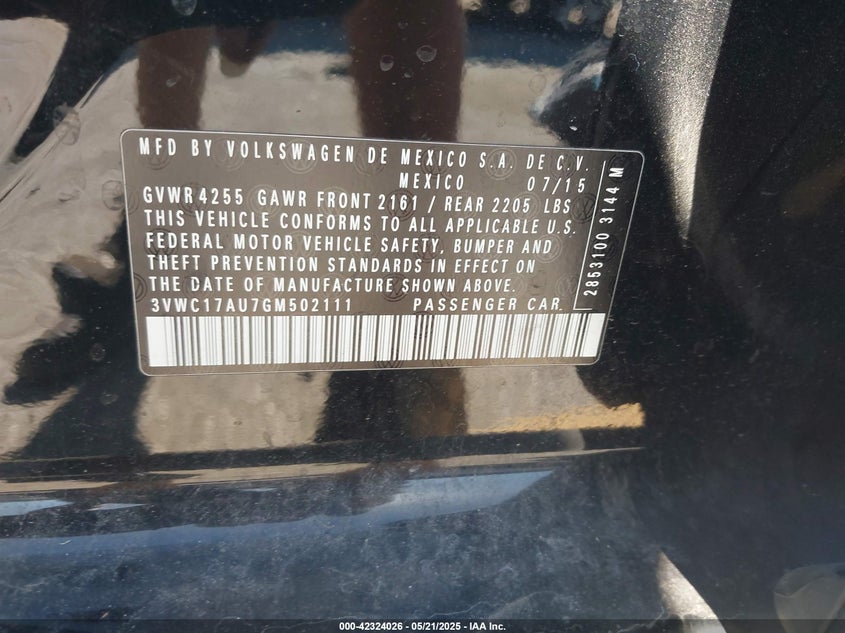 MFD BY VOLKSWAGEN DE MEXICO S.A. DE C.V.
MEXICO 07/15
GVWR 4255 GAWR FRONT 2161 / REAR 2205 LBS
THIS VEHICLE CONFORMS TO ALL APPLICABLE U.S.
FEDERAL MOTOR VEHICLE SAFETY, BUMPER AND
THEFT PREVENTION STANDARDS IN EFFECT ON
THE DATE OF MANUFACTURE SHOWN ABOVE.
3VWC17AU7GM502111 PASSENGER CAR.
2853100 3144 M
000-42324026 - 05/21/2025 - IAA Inc.